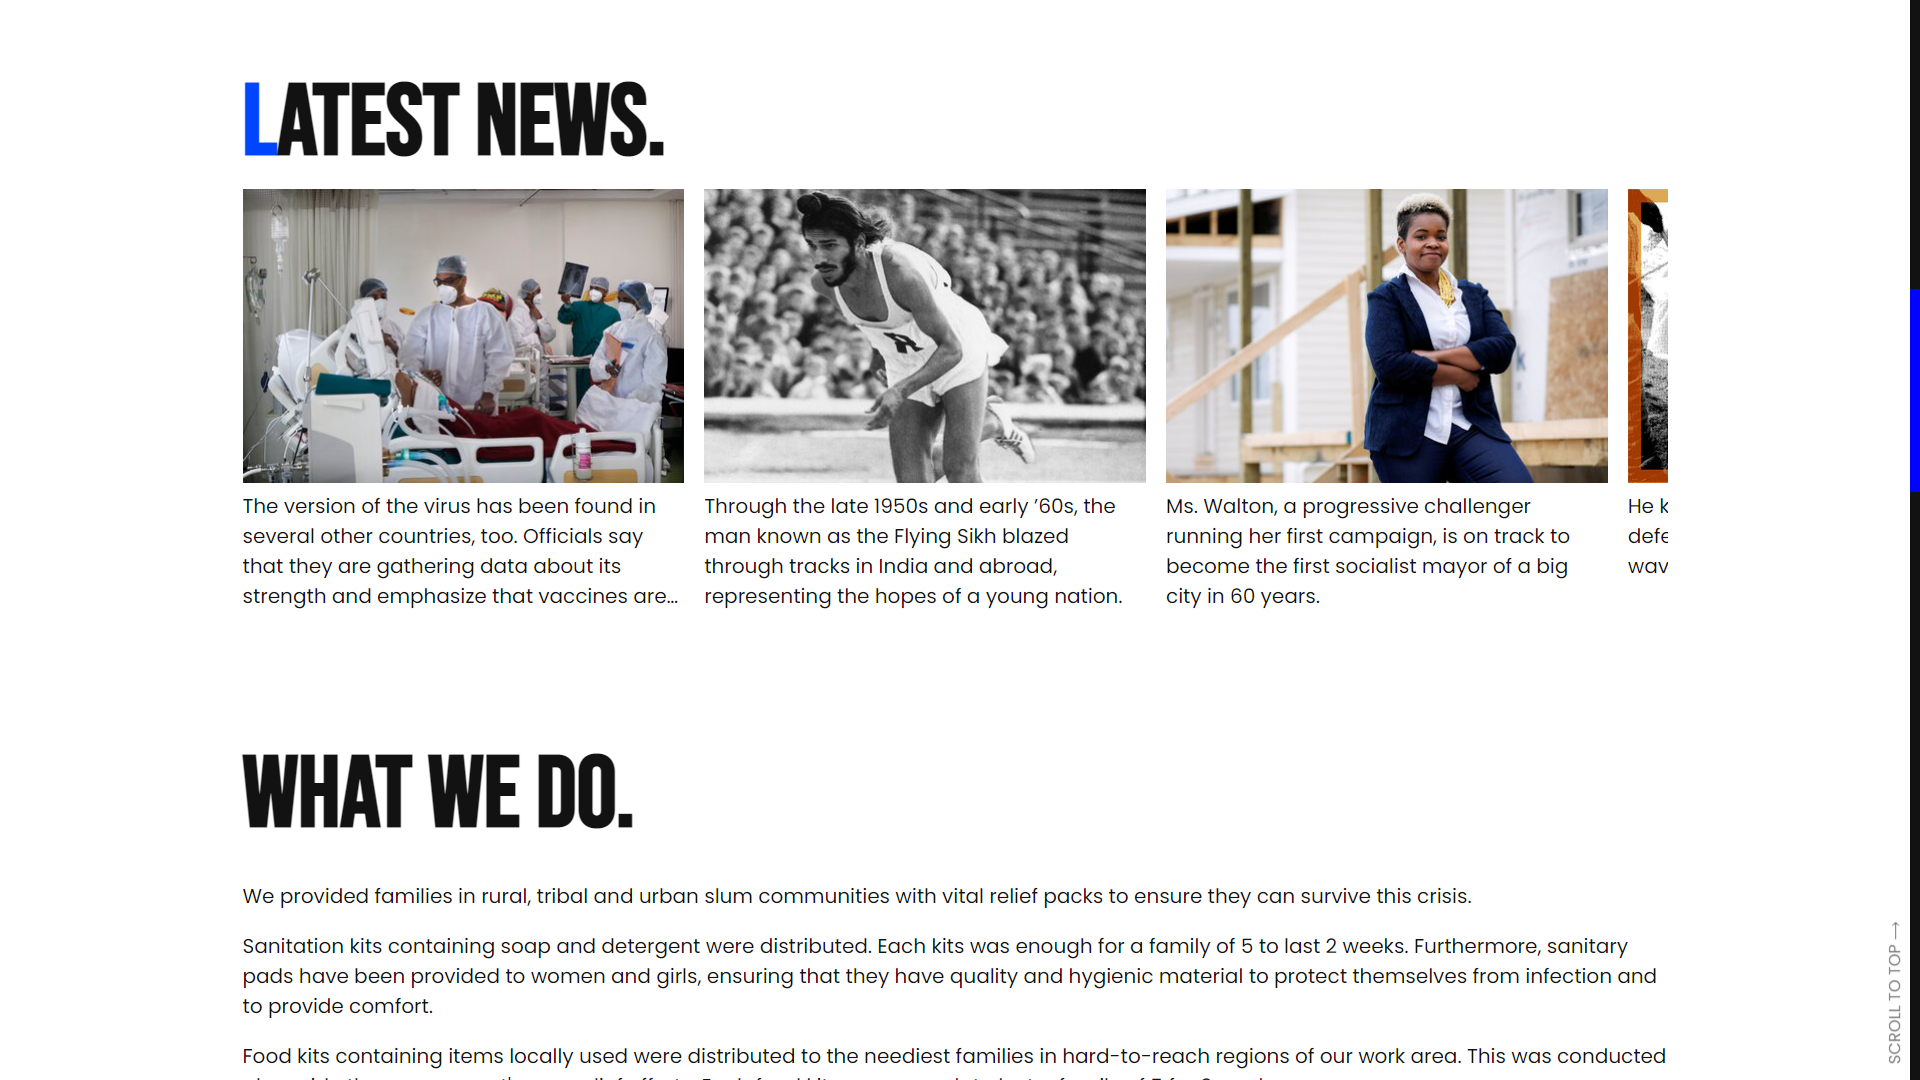 LATEST NEWS.
The version of the virus has been found in
several other countries, too. Officials say
that they are gathering data about its
strength and emphasize that vaccines are...
Through the late 1950s and early ’60s, the
man known as the Flying Sikh blazed
through tracks in India and abroad,
representing the hopes of a young nation.
Ms. Walton, a progressive challenger
running her first campaign, is on track to
become the first socialist mayor of a big
city in 60 years.
He k
defe
wav
WHAT WE DO.
We provided families in rural, tribal and urban slum communities with vital relief packs to ensure they can survive this crisis.
Sanitation kits containing soap and detergent were distributed. Each kits was enough for a family of 5 to last 2 weeks. Furthermore, sanitary
pads have been provided to women and girls, ensuring that they have quality and hygienic material to protect themselves from infection and
to provide comfort.
Food kits containing items locally used were distributed to the neediest families in hard-to-reach regions of our work area. This was conducted
SCROLL TO TOP →